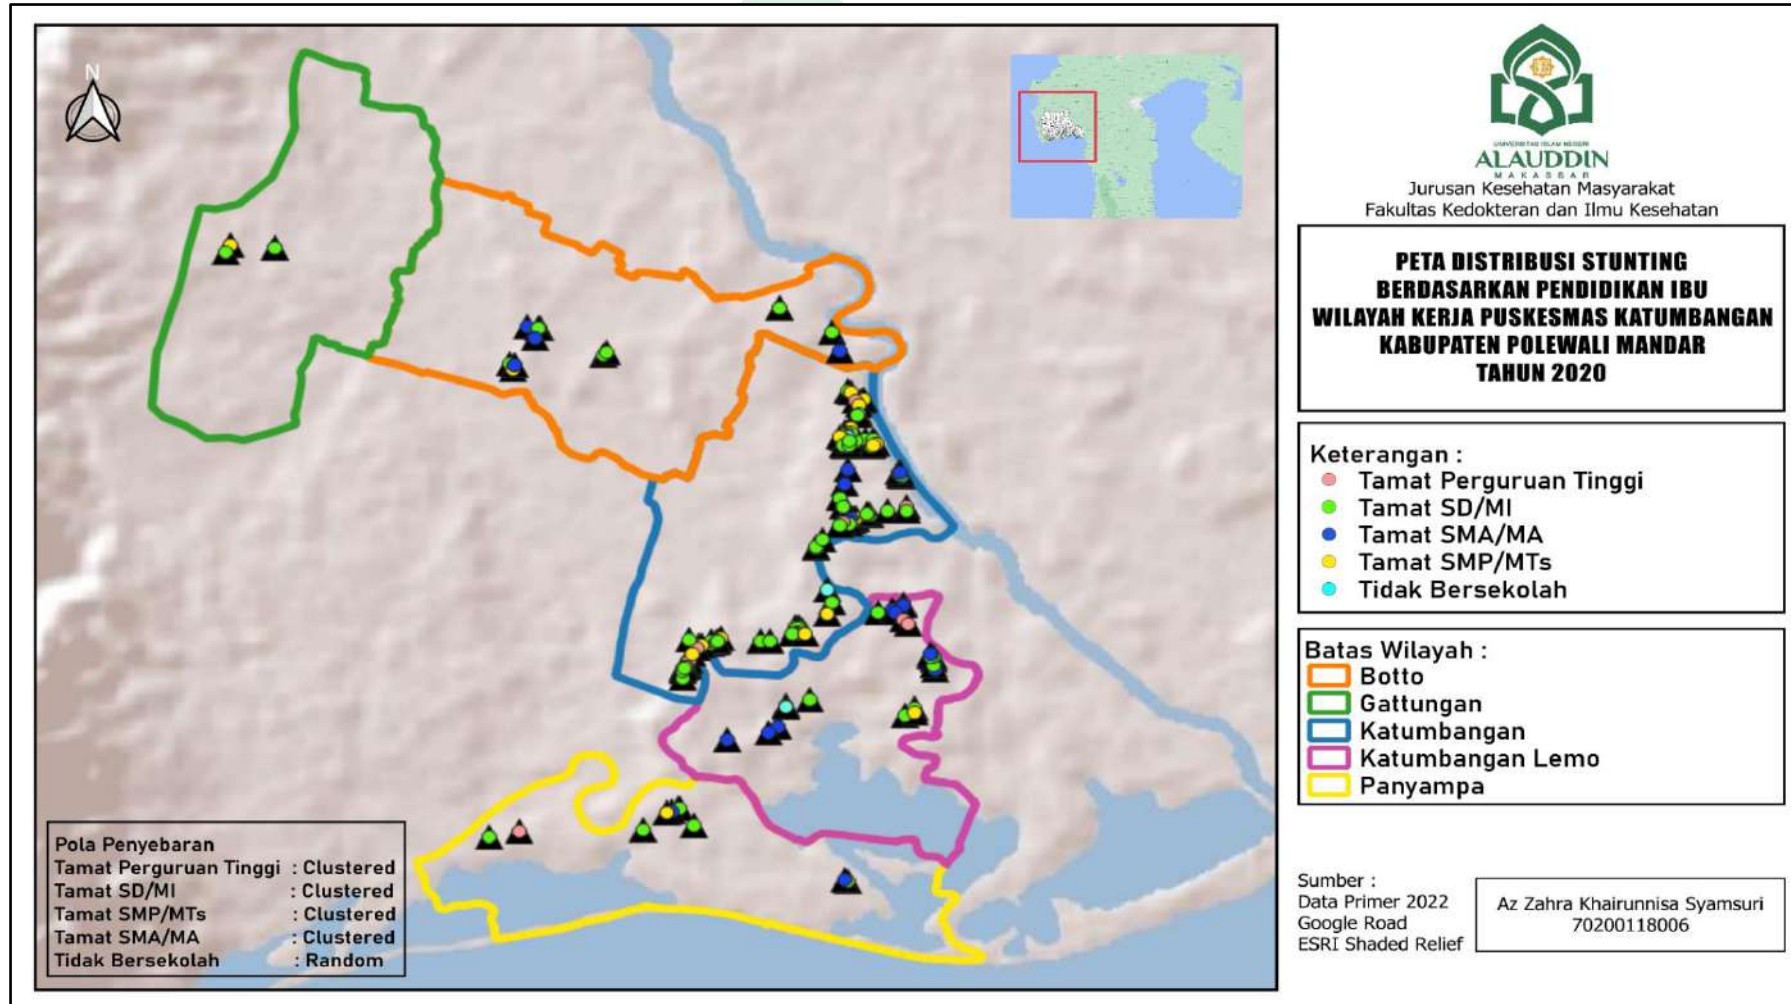 N
UNIVERSITAS ISLAM NEGERI
ALAUDDIN
MAKASSAR
Jurusan Kesehatan Masyarakat
Fakultas Kedokteran dan Ilmu Kesehatan
PETA DISTRIBUSI STUNTING
BERDASARKAN PENDIDIKAN IBU
WILAYAH KERJA PUSKESMAS KATUMBANGAN
KABUPATEN POLEWALI MANDAR
TAHUN 2020
Keterangan :
Tamat Perguruan Tinggi
Tamat SD/MI
Tamat SMA/MA
Tamat SMP/MTs
Tidak Bersekolah
Batas Wilayah :
Botto
Gattungan
Katumbangan
Katumbangan Lemo
Panyampa
Pola Penyebaran
Tamat Perguruan Tinggi : Clustered
Tamat SD/MI : Clustered
Tamat SMP/MTs : Clustered
Tamat SMA/MA : Clustered
Tidak Bersekolah : Random
Sumber :
Data Primer 2022
Google Road
ESRI Shaded Relief
Az Zahra Khairunnisa Syamsuri
70200118006